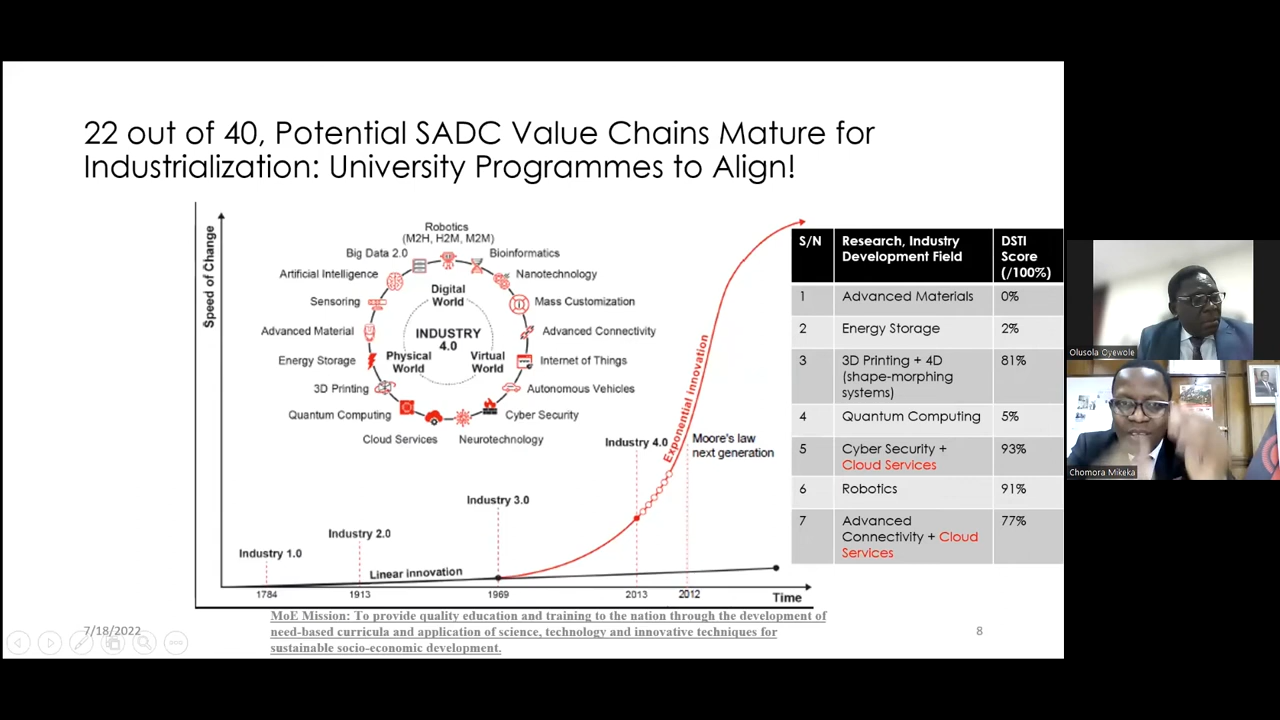 22 out of 40, Potential SADC Value Chains Mature for
Industrialization: University Programmes to Align!
Speed of Change
Robotics
(M2H, H2M, M2M)
Big Data 2.0
Bioinformatics
Artificial Intelligence
Nanotechnology
Digital
World
Sensoring
Mass Customization
Advanced Material
INDUSTRY
4.0
Advanced Connectivity
Energy Storage
Physical
World
Virtual
World
Internet of Things
3D Printing
Autonomous Vehicles
Quantum Computing
Cyber Security
Cloud Services
Neurotechnology
Exponential innovation
Industry 4.0
Moore's law
next generation
Industry 3.0
Industry 2.0
Industry 1.0
Linear innovation
1784
1913
1969
2013
2012
Time
S/N
Research, Industry
Development Field
DSTI
Score
(/100%)
1
Advanced Materials
0%
2
Energy Storage
2%
3
3D Printing + 4D
(shape-morphing
systems)
81%
4
Quantum Computing
5%
5
Cyber Security +
Cloud Services
93%
6
Robotics
91%
7
Advanced
Connectivity + Cloud
Services
77%
MoE Mission: To provide quality education and training to the nation through the development of
need-based curricula and application of science, technology and innovative techniques for
sustainable socio-economic development.
7/18/2022
8
Olusola Oyewole
Chomora Mikeka